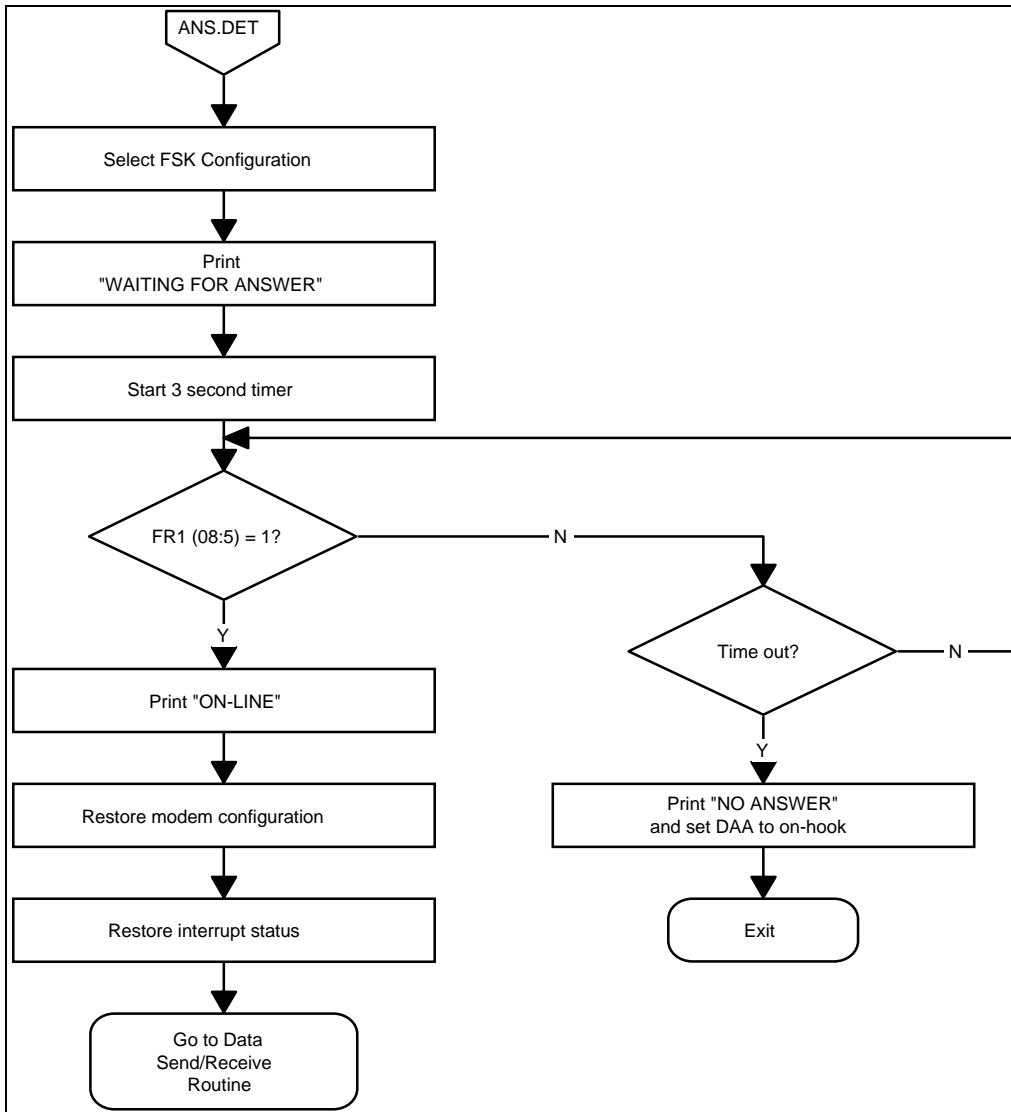 ANS.DET
Select FSK Configuration
Print
"WAITING FOR ANSWER"
Start 3 second timer
FR1 (08:5) = 1?
N
Y
Time out?
N
Y
Print "ON-LINE"
Restore modem configuration
Restore interrupt status
Go to Data
Send/Receive
Routine
Print "NO ANSWER"
and set DAA to on-hook
Exit